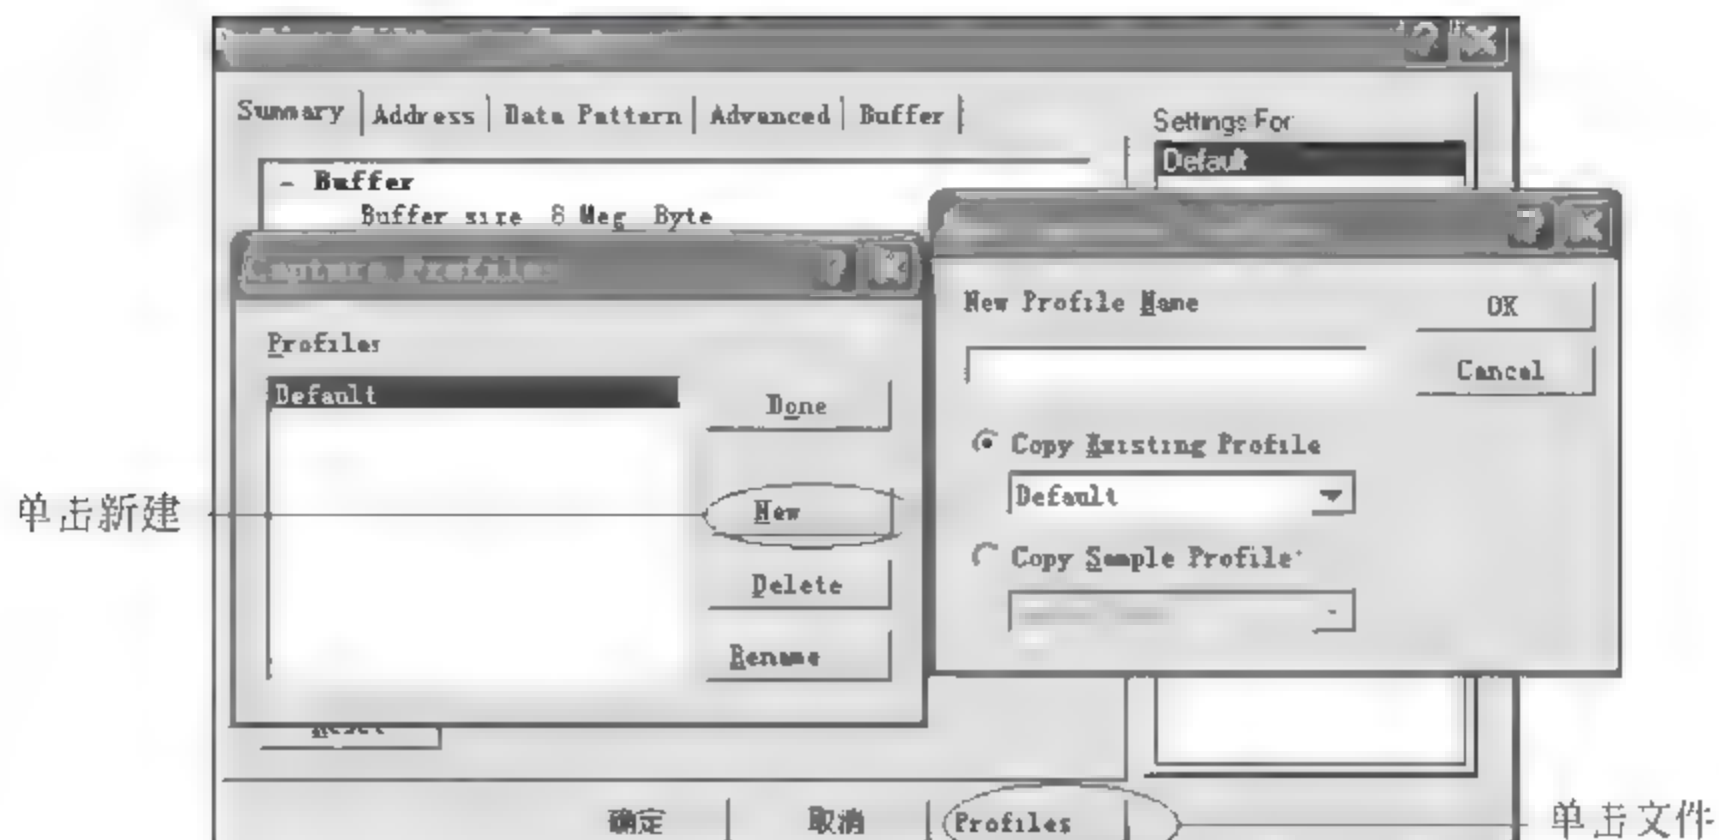 Summary Address Data Pattern Advanced Buffer
Settings For
Default
- Buffer
Buffer size 8 Meg Byte
Capture Profiles
Profiles
Default
Done
New
Delete
Rename
单击新建
New Profile Name
OK
Cancel
Copy Existing Profile
Default
Copy Sample Profile
Reset
确定
取消
Profiles
单击文件